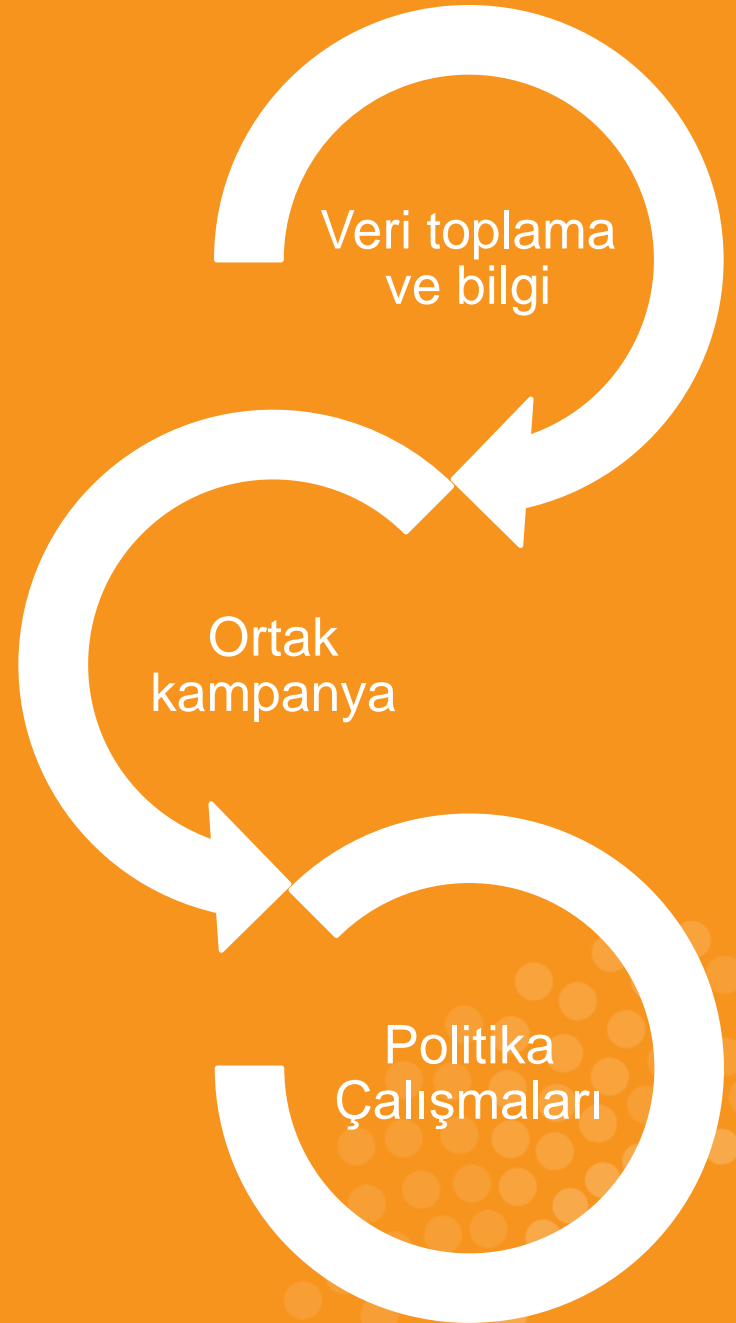 Veri toplama
ve bilgi
Ortak
kampanya
Politika
Çalışmaları